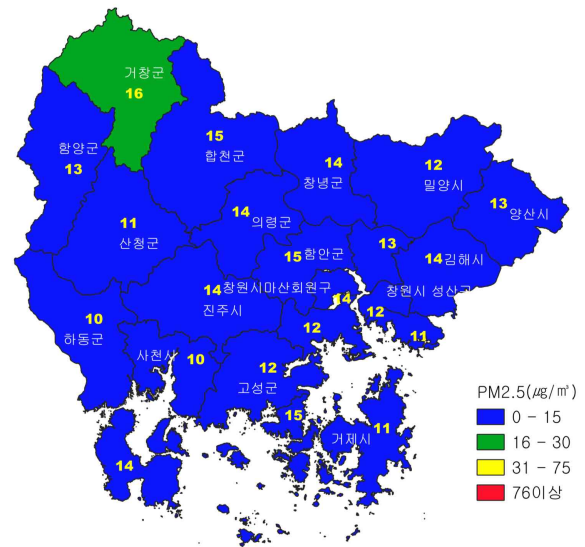 거창군
16
함양군
13
15
합천군
14
창녕군
12
밀양시
13
양산시
11
산청군
14
의령군
15 함안군
13
14 김해시
14
진주시
창원시마산회원구
14
창원시 성산구
12
12
11
10
하동군
사천시
10
12
고성군
15
거제시
11
14
PM2.5(㎍/㎥)
0 - 15
16 - 30
31 - 75
76이상